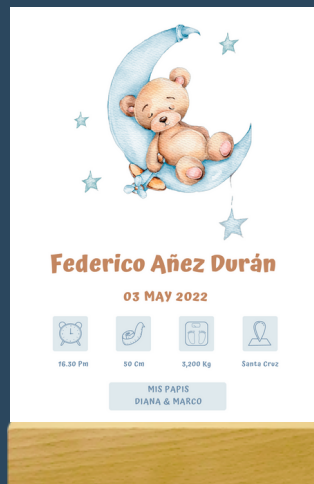 Federico Añez Durán
03 MAY 2022
16.30 Pm
50 Cm
3,200 Kg
Santa Cruz
MIS PAPIS
DIANA & MARCO